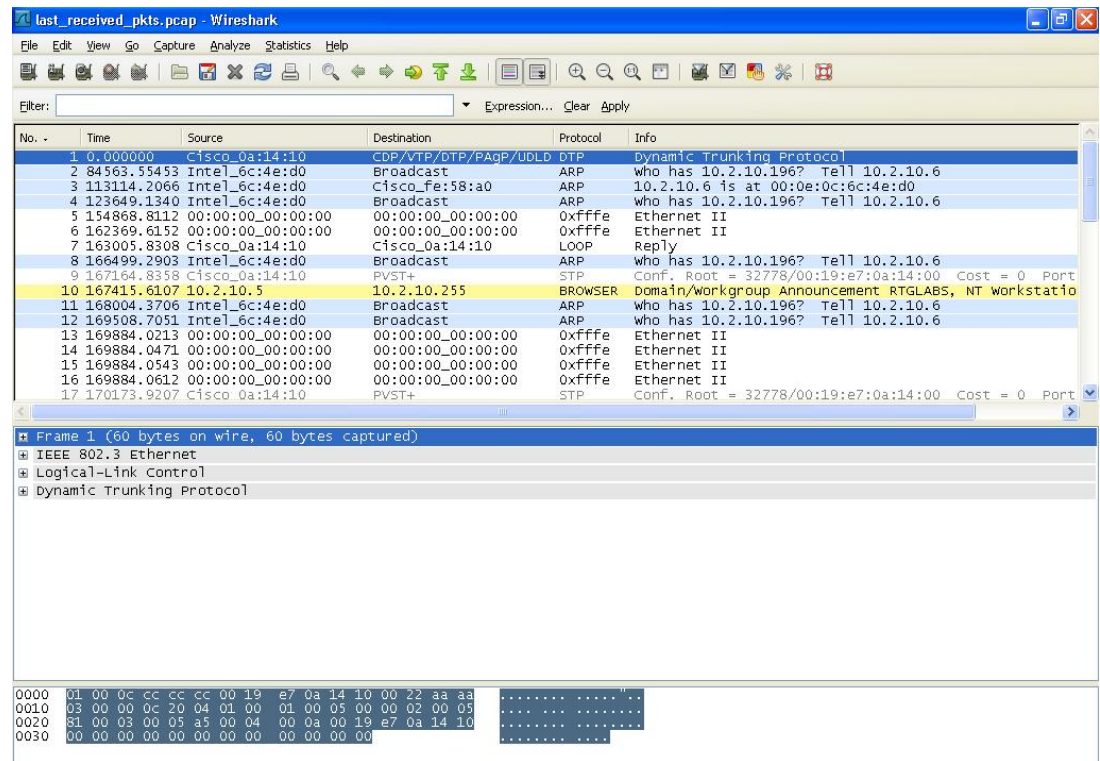 last_received_pkts.pcap - Wireshark
File Edit View Go Capture Analyze Statistics Help
Filter: Expression... Clear Apply
No. - Time Source Destination Protocol Info
1 0.000000 Cisco_0a:14:10 CDP/VTP/DTP/PAgP/UDLD DTP Dynamic Trunking Protocol
2 84563.55453 Intel_6c:4e:d0 Broadcast ARP who has 10.2.10.196? Tell 10.2.10.6
3 113114.2066 Intel_6c:4e:d0 Cisco_fe:58:a0 ARP 10.2.10.6 is at 00:0e:0c:6c:4e:d0
4 123649.1340 Intel_6c:4e:d0 Broadcast ARP who has 10.2.10.196? Tell 10.2.10.6
5 154868.8112 00:00:00_00:00:00 00:00:00_00:00:00 0xfffe Ethernet II
6 162369.6152 00:00:00_00:00:00 00:00:00_00:00:00 0xfffe Ethernet II
7 163005.8308 Cisco_0a:14:10 Cisco_0a:14:10 LOOP Reply
8 166499.2903 Intel_6c:4e:d0 Broadcast ARP who has 10.2.10.196? Tell 10.2.10.6
9 167164.8358 Cisco_0a:14:10 PVST+ STP Conf. Root = 32778/00:19:e7:0a:14:00 Cost = 0 Port
10 167415.6107 10.2.10.5 10.2.10.255 BROWSER Domain/Workgroup Announcement RTGLABS, NT Workstatio
11 168004.3706 Intel_6c:4e:d0 Broadcast ARP who has 10.2.10.196? Tell 10.2.10.6
12 169508.7051 Intel_6c:4e:d0 Broadcast ARP who has 10.2.10.196? Tell 10.2.10.6
13 169884.0213 00:00:00_00:00:00 00:00:00_00:00:00 0xfffe Ethernet II
14 169884.0471 00:00:00_00:00:00 00:00:00_00:00:00 0xfffe Ethernet II
15 169884.0543 00:00:00_00:00:00 00:00:00_00:00:00 0xfffe Ethernet II
16 169884.0612 00:00:00_00:00:00 00:00:00_00:00:00 0xfffe Ethernet II
17 170173.9207 Cisco_0a:14:10 PVST+ STP Conf. Root = 32778/00:19:e7:0a:14:00 Cost = 0 Port
Frame 1 (60 bytes on wire, 60 bytes captured)
IEEE 802.3 Ethernet
Logical-Link Control
Dynamic Trunking Protocol
0000 01 00 0c cc cc cc 00 19 e7 0a 14 10 00 22 aa aa ........ ....."..
0010 03 00 00 0c 20 04 01 00 01 00 05 00 00 02 00 05 .... ... ........
0020 81 00 03 00 05 a5 00 04 00 0a 00 19 e7 0a 14 10 ........ ........
0030 00 00 00 00 00 00 00 00 00 00 00 00 ........ ....